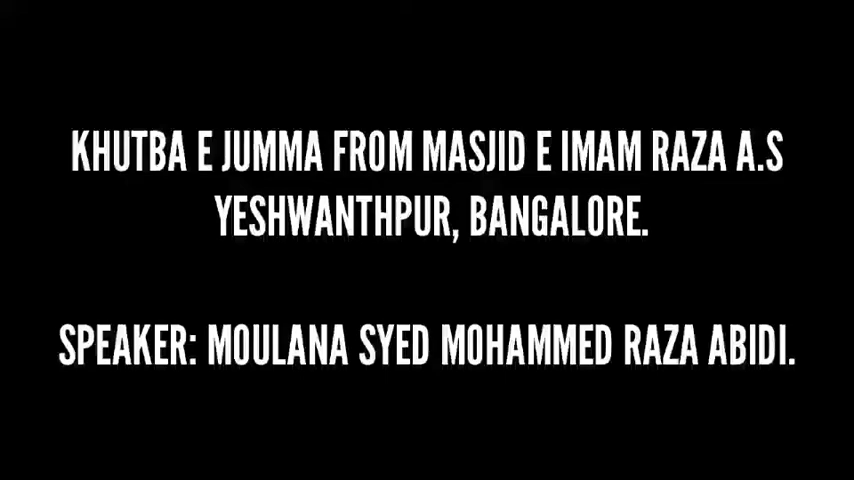 KHUTBA E JUMMA FROM MASJID E IMAM RAZA A.S
YESHWANTHPUR, BANGALORE.
SPEAKER: MOULANA SYED MOHAMMED RAZA ABIDI.